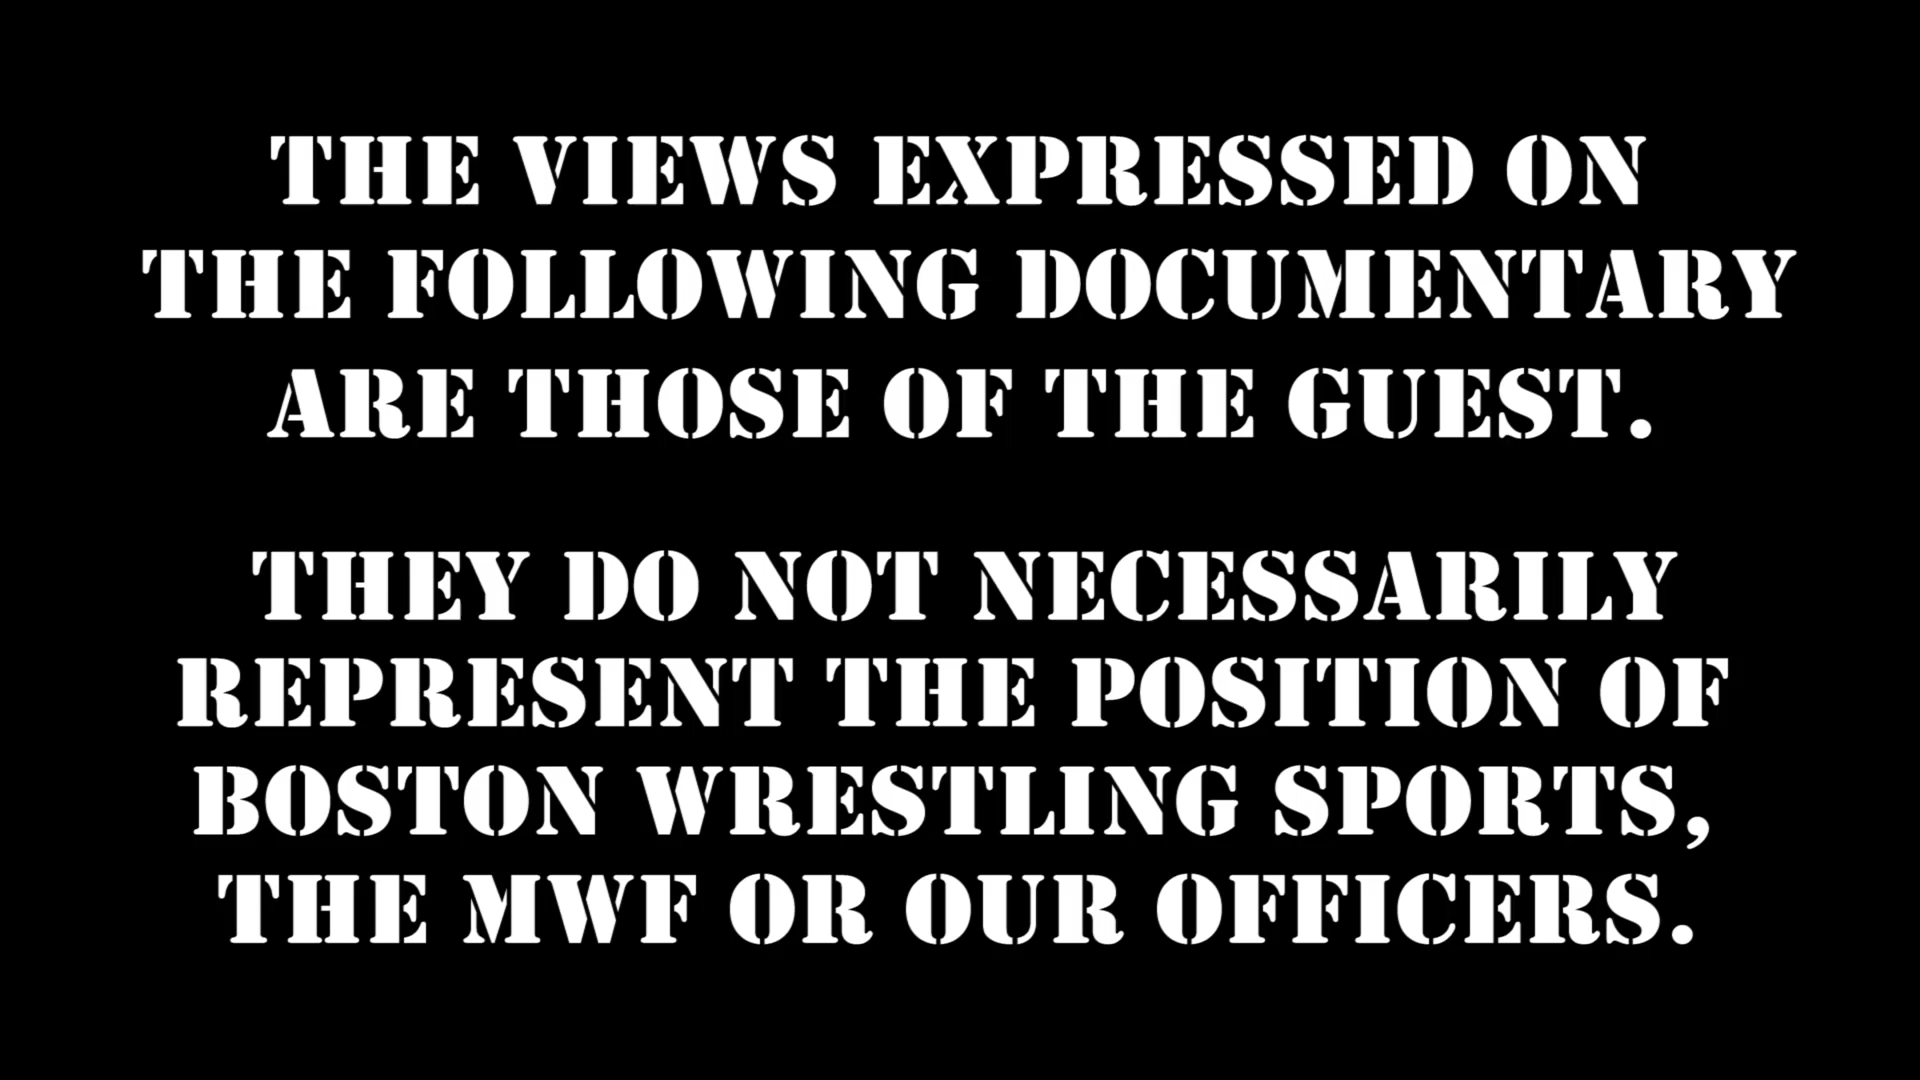 THE VIEWS EXPRESSED ON
THE FOLLOWING DOCUMENTARY
ARE THOSE OF THE GUEST.
THEY DO NOT NECESSARILY
REPRESENT THE POSITION OF
BOSTON WRESTLING SPORTS,
THE MWF OR OUR OFFICERS.